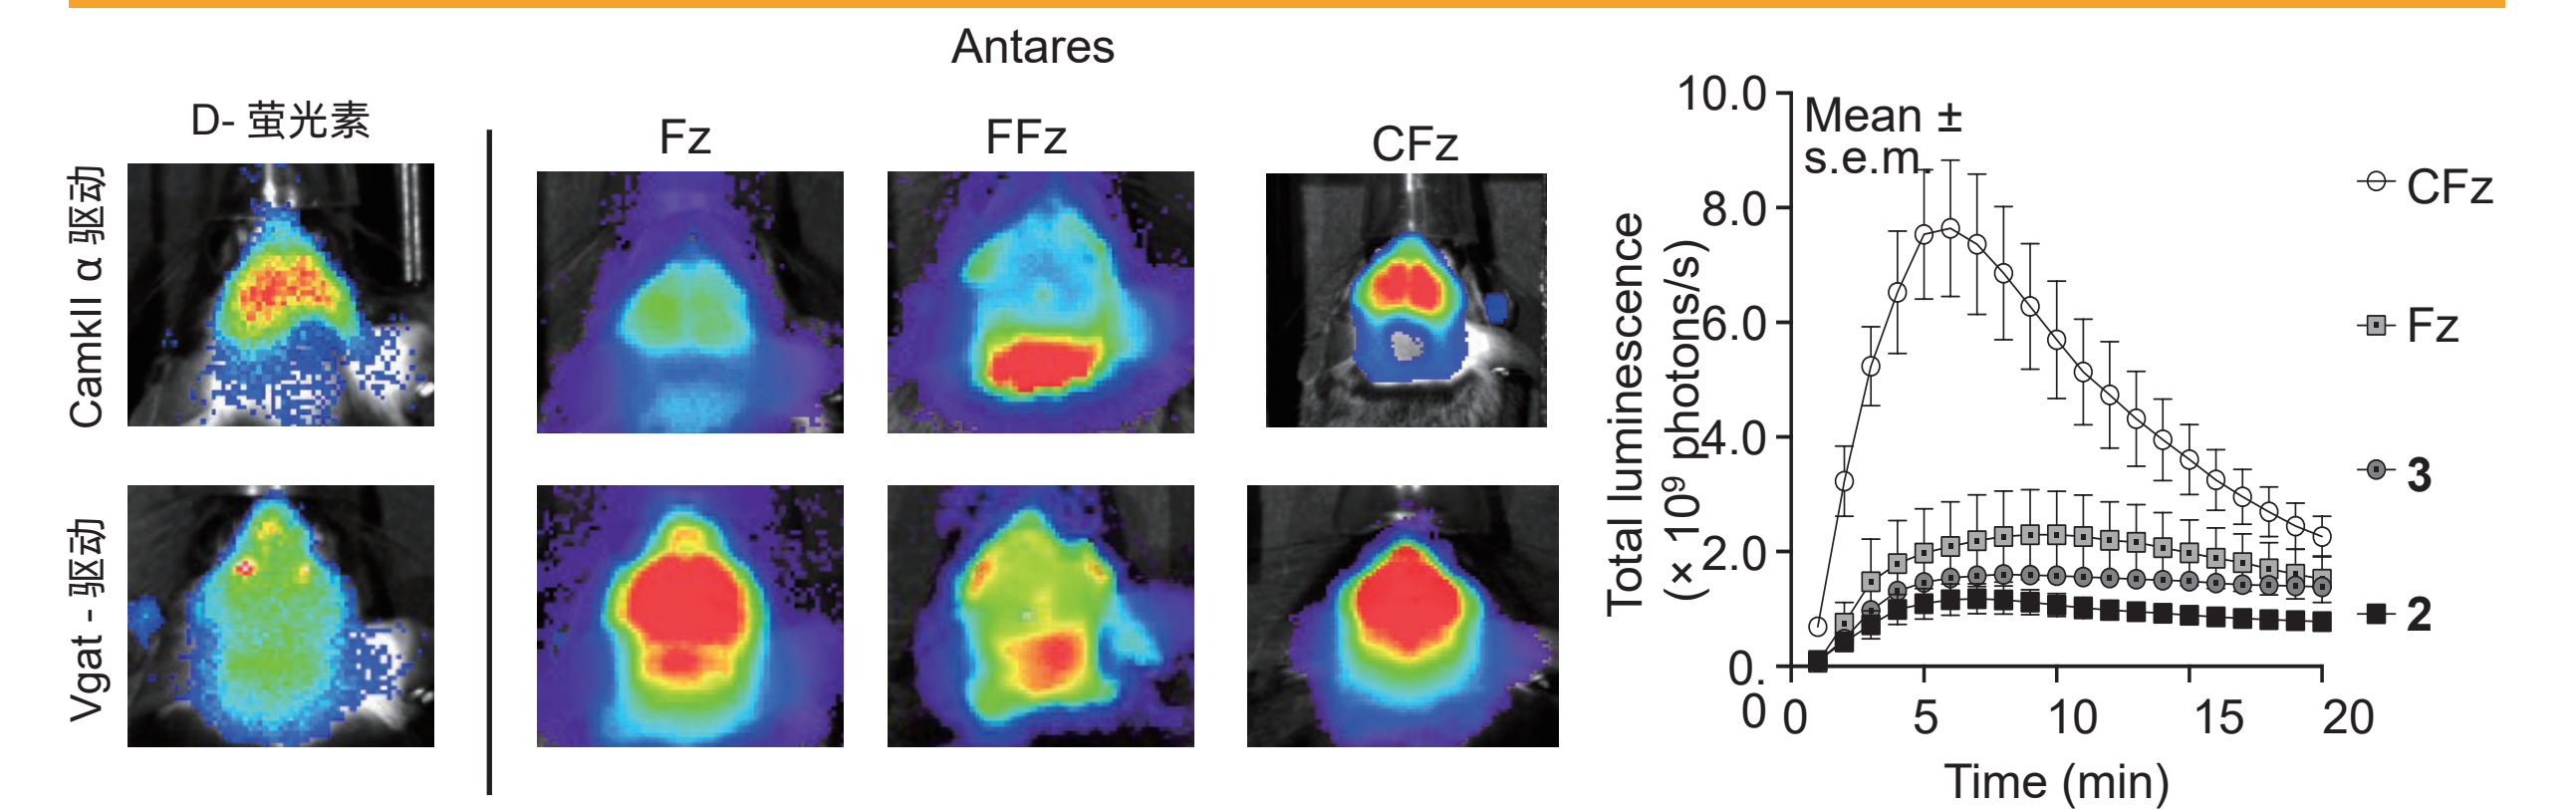 Antares
D- 萤光素
Fz
FFz
CFz
CamkII α 驱动
Vgat - 驱动
Mean ±
s.e.m.
Total luminescence
(× 10⁹ photons/s)
10.0
8.0
6.0
4.0
2.0
0.
0
0 5 10 15 20
Time (min)
CFz
Fz
3
2